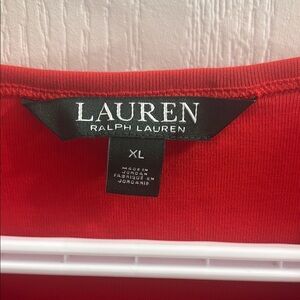 LAUREN
RALPH LAUREN
XL
MADE IN
JORDAN
FABRIQUÉ EN
JORDANIE